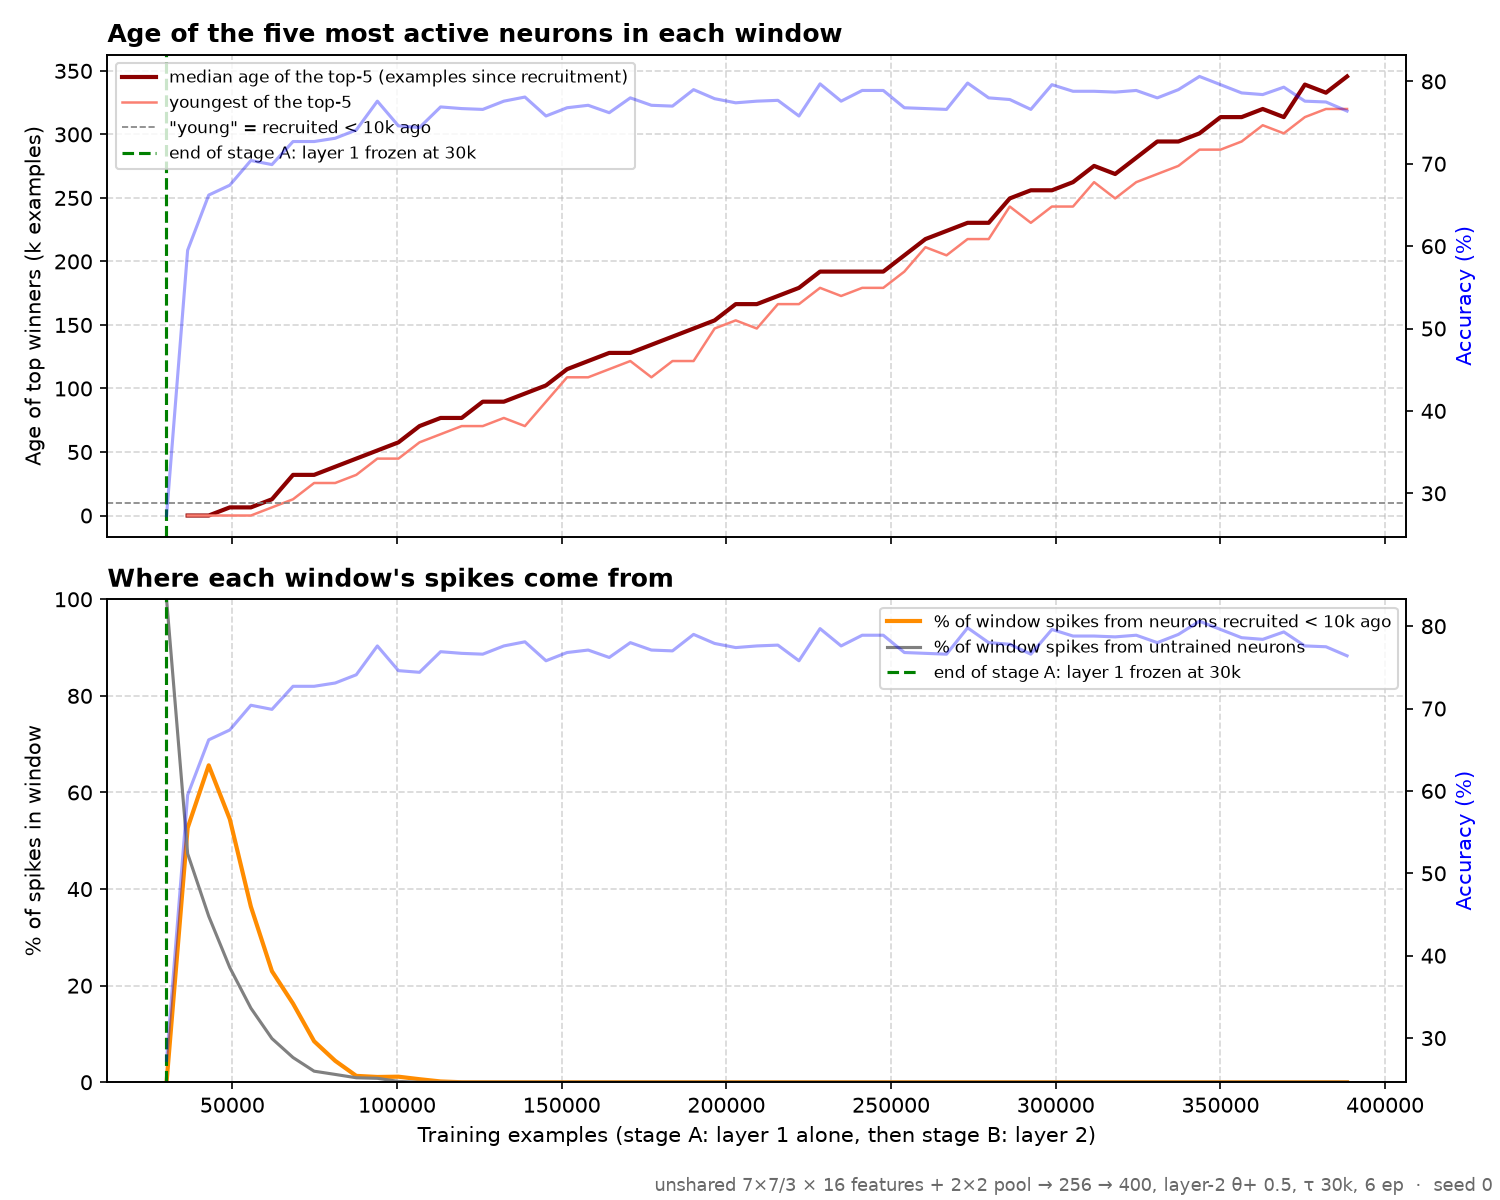 Age of the five most active neurons in each window
median age of the top-5 (examples since recruitment)
youngest of the top-5
"young" = recruited < 10k ago
end of stage A: layer 1 frozen at 30k
350
300
250
200
150
100
50
0
Age of top winners (k examples)
80
70
60
50
40
30
Accuracy (%)
Where each window's spikes come from
% of window spikes from neurons recruited < 10k ago
% of window spikes from untrained neurons
end of stage A: layer 1 frozen at 30k
100
80
60
40
20
0
% of spikes in window
80
70
60
50
40
30
Accuracy (%)
50000 100000 150000 200000 250000 300000 350000 400000
Training examples (stage A: layer 1 alone, then stage B: layer 2)
unshared 7×7/3 × 16 features + 2×2 pool → 256 → 400, layer-2 θ+ 0.5, τ 30k, 6 ep · seed 0